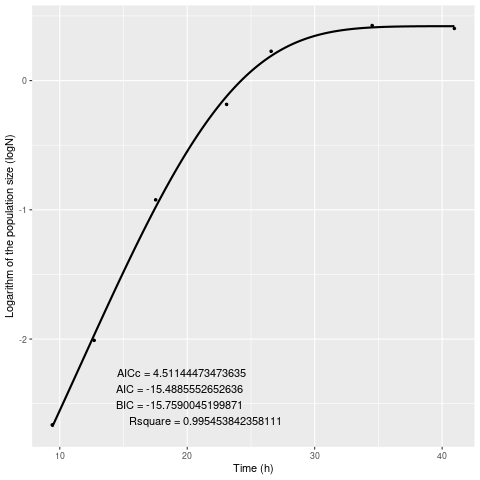 Logarithm of the population size (logN)
0
-1
-2
AICc = 4.51144473473635
AIC = -15.4885552652636
BIC = -15.7590045199871
Rsquare = 0.995453842358111
10 20 30 40
Time (h)